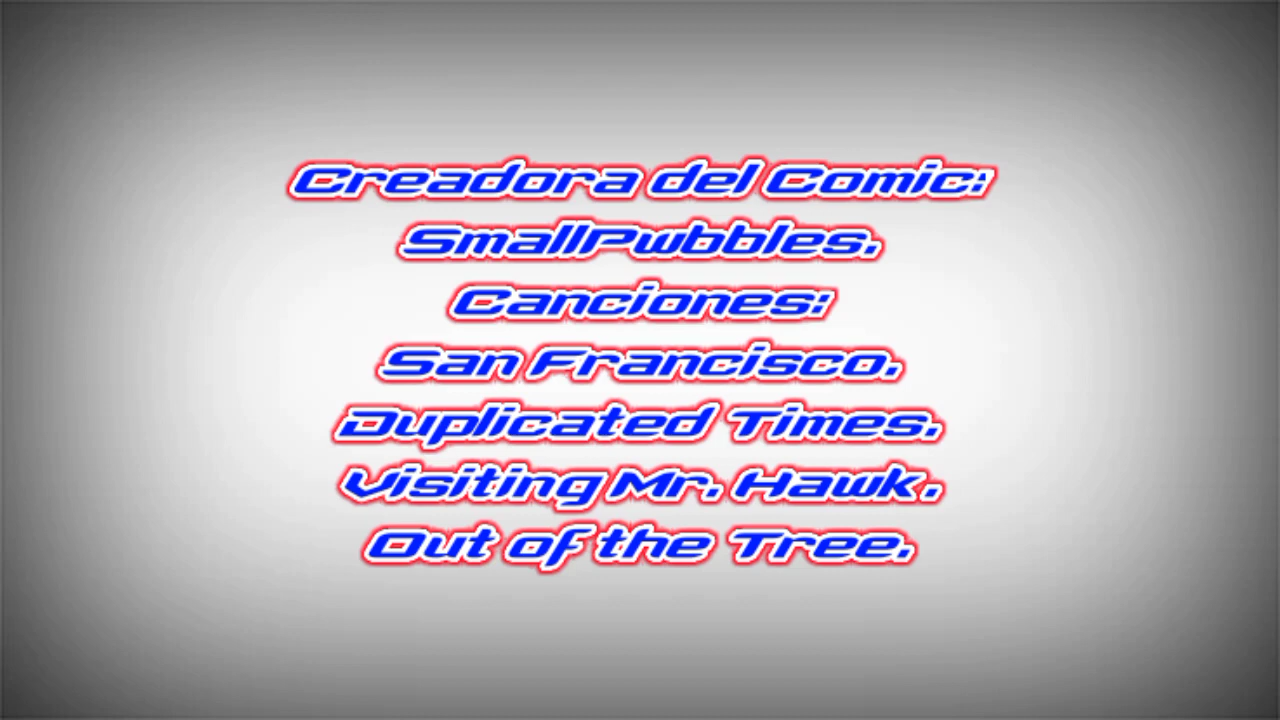 Creadora del Comic:
SmallPwbbles.
Canciones:
San Francisco.
Duplicated Times.
Visiting Mr. Hawk.
Out of the Tree.